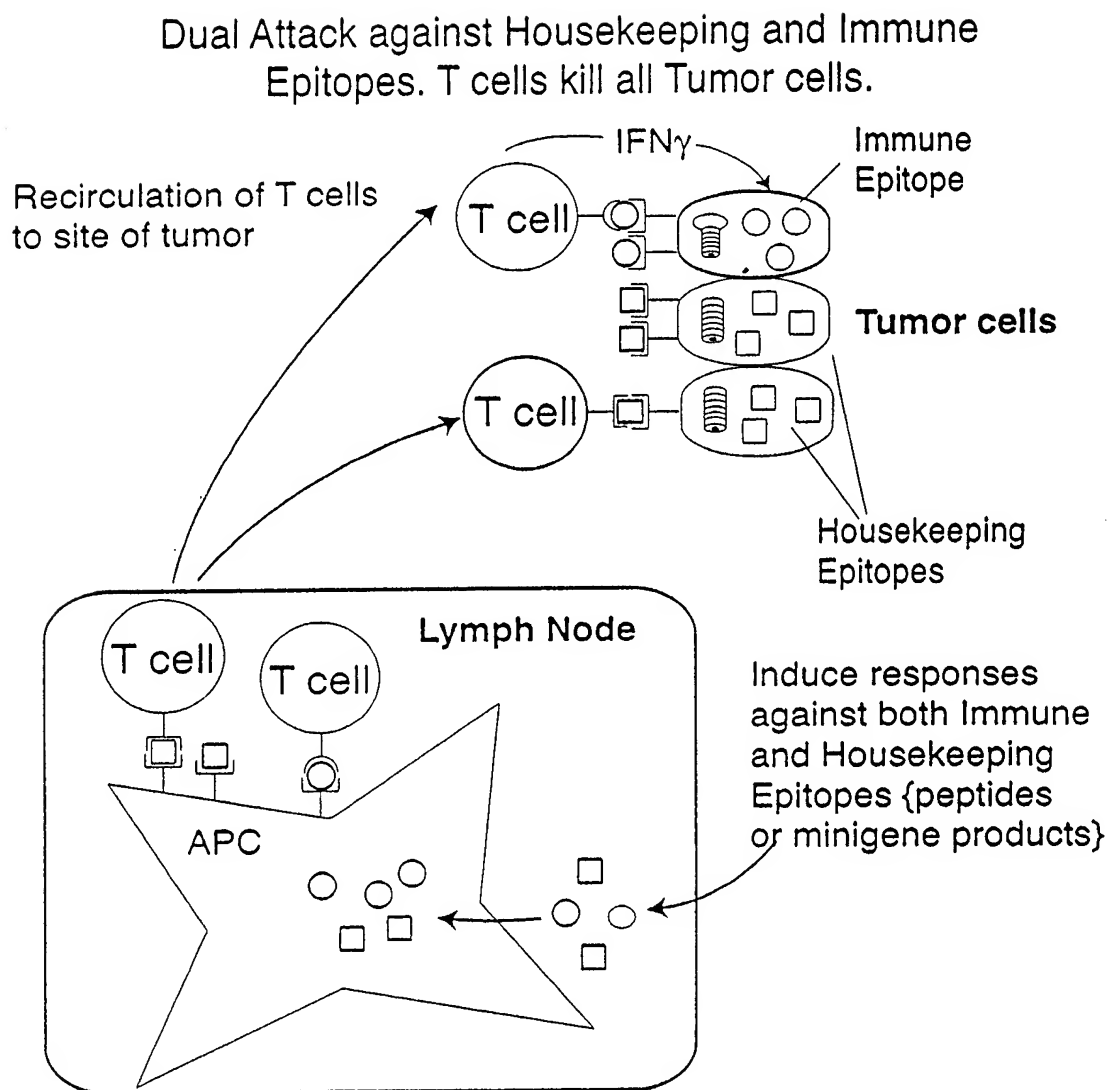 Dual Attack against Housekeeping and Immune
Epitopes. T cells kill all Tumor cells.
IFNγ
Immune
Epitope
Recirculation of T cells
to site of tumor
T cell
Tumor cells
T cell
Housekeeping
Epitopes
Lymph Node
T cell
T cell
Induce responses
against both Immune
and Housekeeping
Epitopes {peptides
or minigene products}
APC